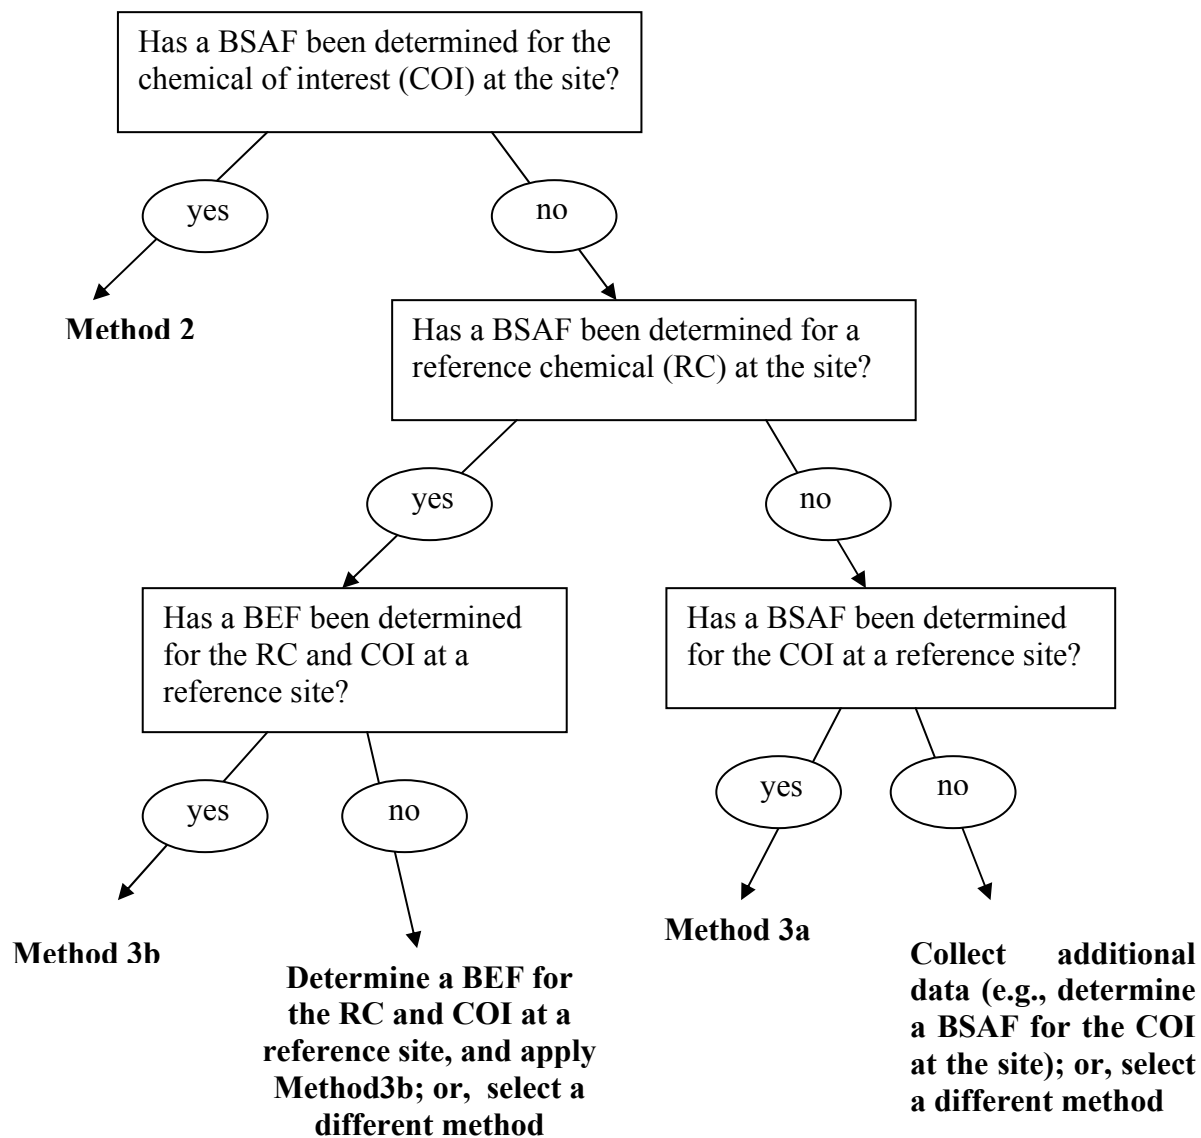 Has a BSAF been determined for the
chemical of interest (COI) at the site?
yes
no
Method 2
Has a BSAF been determined for a
reference chemical (RC) at the site?
yes
no
Has a BEF been determined
for the RC and COI at a
reference site?
Has a BSAF been determined
for the COI at a reference site?
yes
no
yes
no
Method 3b
Determine a BEF for
the RC and COI at a
reference site, and apply
Method3b; or, select a
different method
Method 3a
Collect additional
data (e.g., determine
a BSAF for the COI
at the site); or, select
a different method